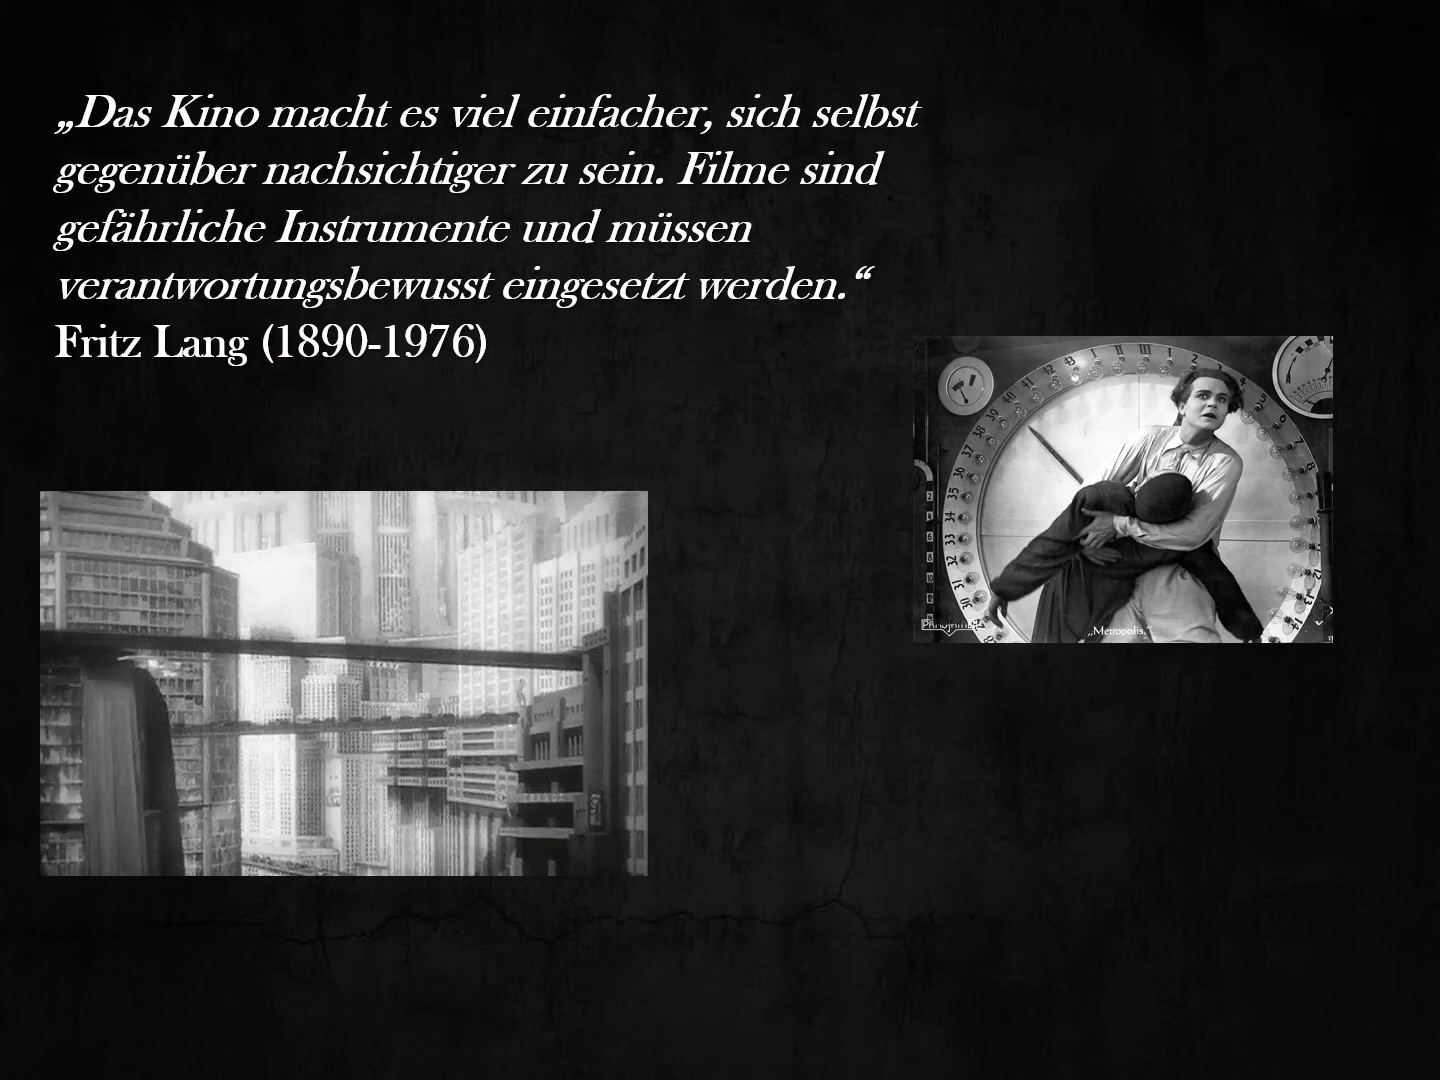 „Das Kino macht es viel einfacher, sich selbst
gegenüber nachsichtiger zu sein. Filme sind
gefährliche Instrumente und müssen
verantwortungsbewusst eingesetzt werden.“
Fritz Lang (1890-1976)
„Metropolis.“